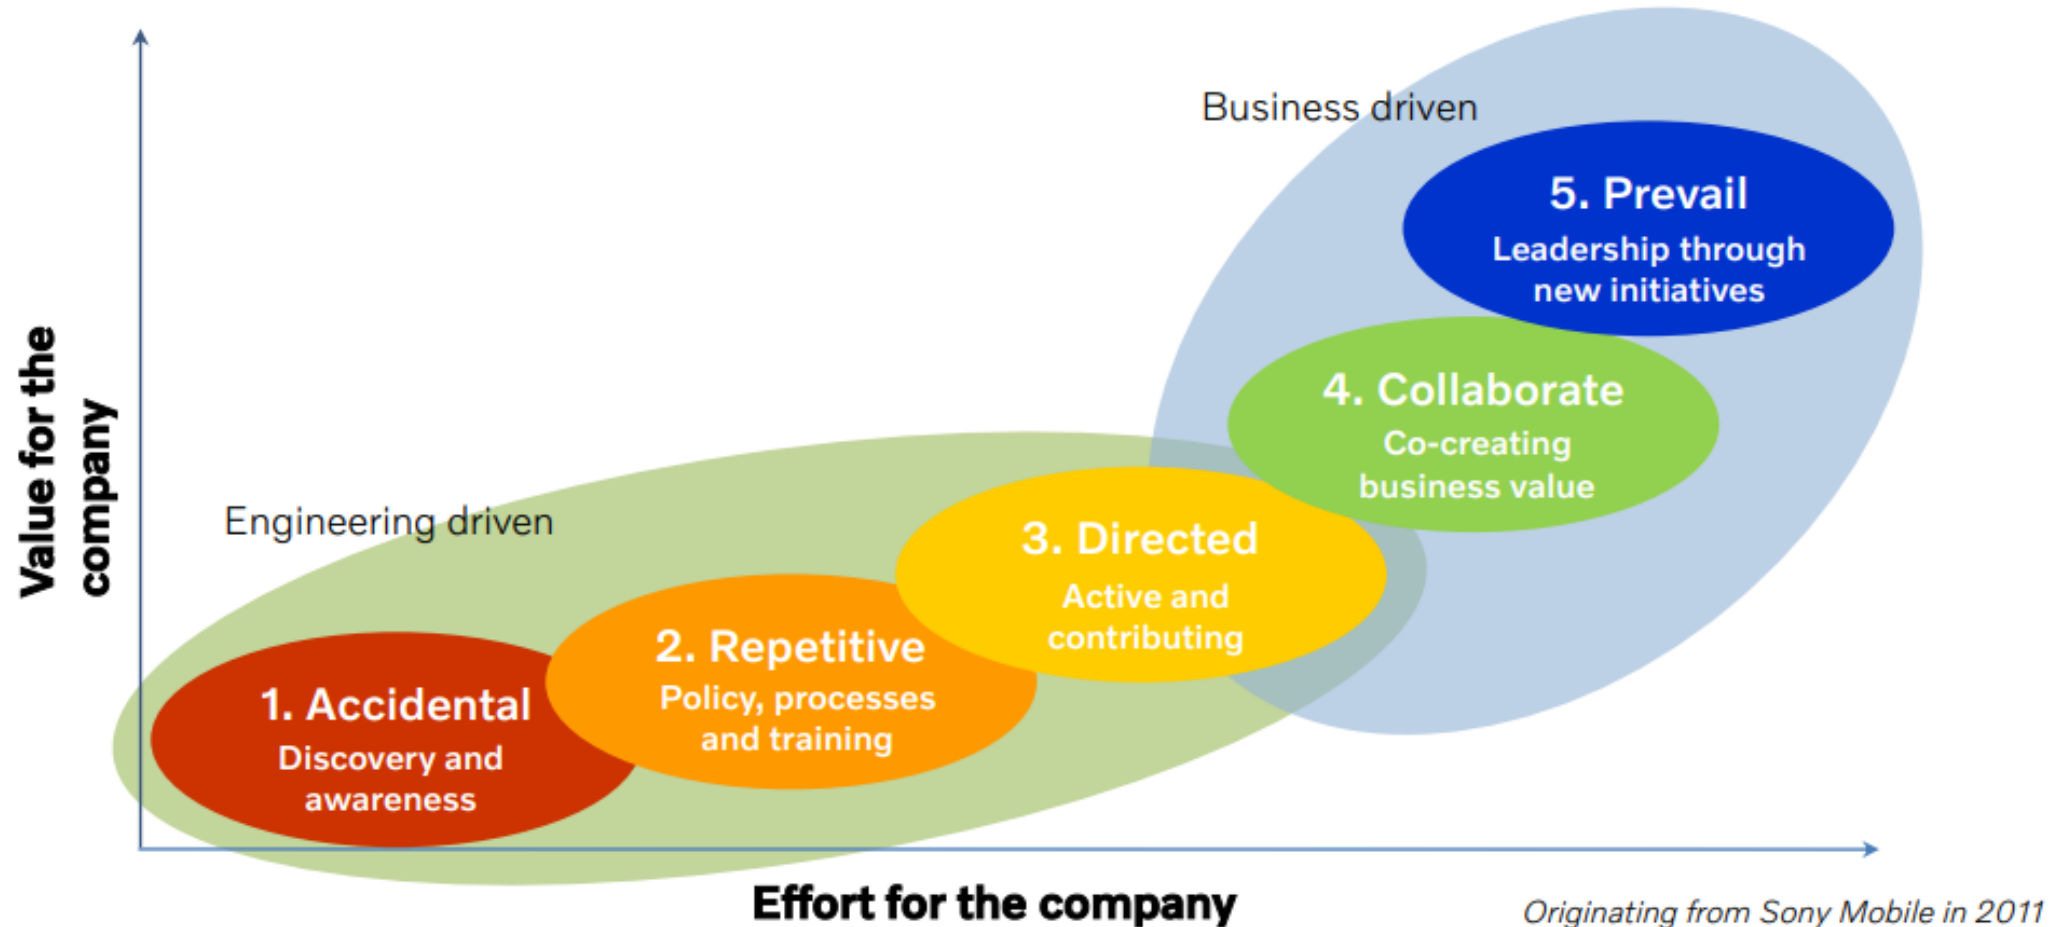 Business driven
5. Prevail
Leadership through
new initiatives
4. Collaborate
Co-creating
business value
Value for the
company
Engineering driven
3. Directed
Active and
contributing
2. Repetitive
Policy, processes
and training
1. Accidental
Discovery and
awareness
Effort for the company
Originating from Sony Mobile in 2011